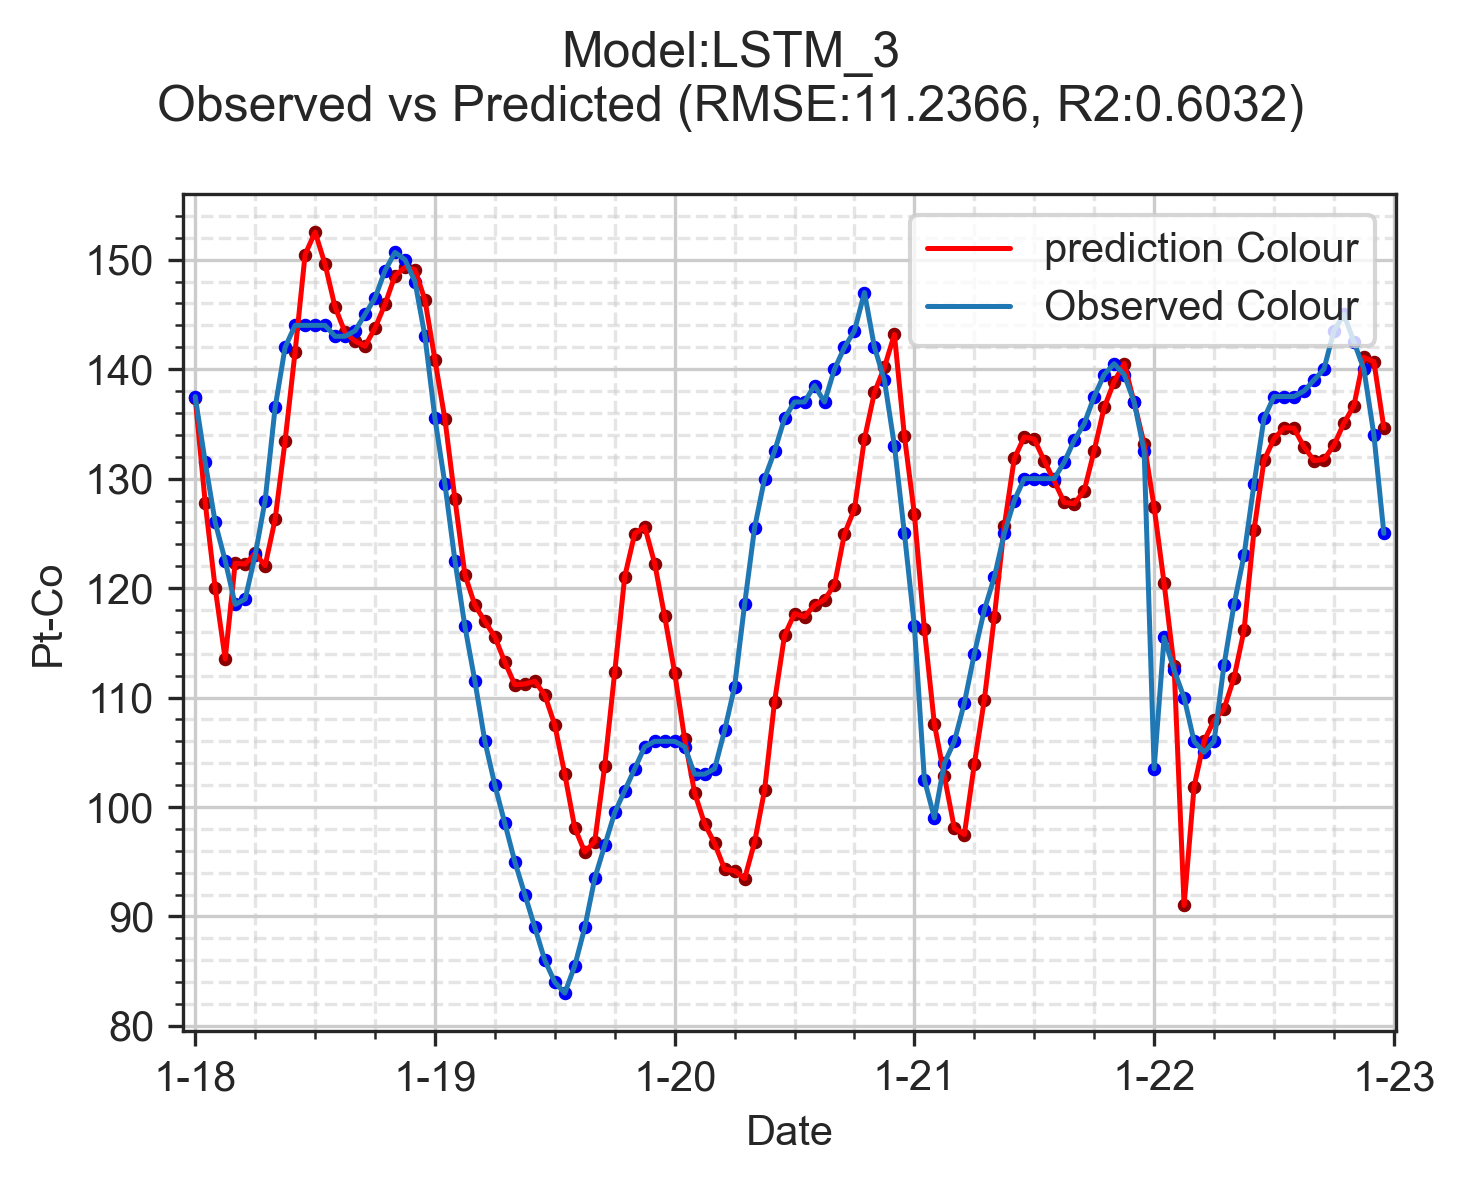 Model:LSTM_3
Observed vs Predicted (RMSE:11.2366, R2:0.6032)
prediction Colour
Observed Colour
150
140
130
120
110
100
90
80
Pt-Co
1-18 1-19 1-20 1-21 1-22 1-23
Date